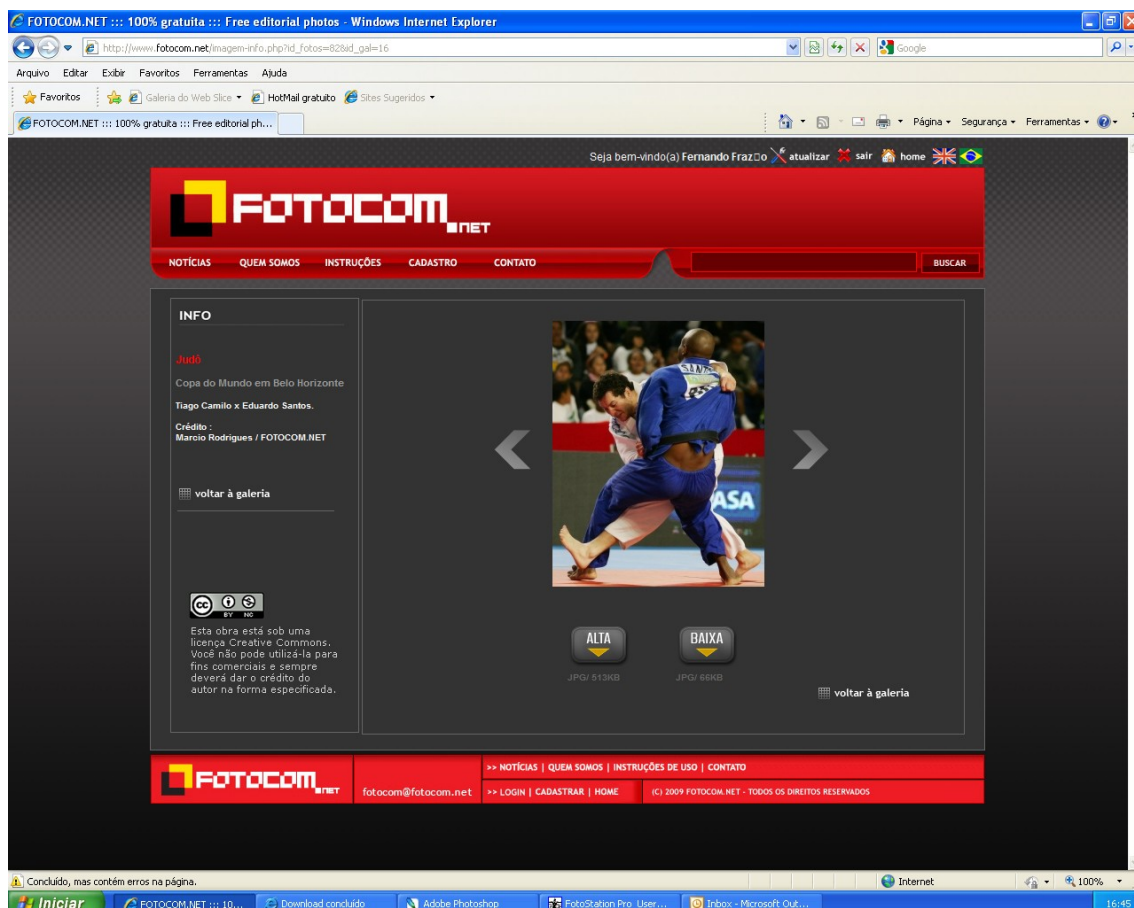 FOTOCOM.NET ::: 100% gratuita ::: Free editorial photos - Windows Internet Explorer
http://www.fotocom.net/imagem-info.php?id_fotos=828&id_gal=16
Google
Arquivo Editar Exibir Favoritos Ferramentas Ajuda
Favoritos Galeria do Web Slice HotMail gratuito Sites Sugeridos
FOTOCOM.NET ::: 100% gratuita ::: Free editorial ph... Página Segurança Ferramentas
Seja bem-vindo(a) Fernando Fraz□o atualizar sair home
FOTOCOM.NET
NOTÍCIAS QUEM SOMOS INSTRUÇÕES CADASTRO CONTATO BUSCAR
INFO
Judô
Copa do Mundo em Belo Horizonte
Tiago Camilo x Eduardo Santos.
Crédito :
Marcio Rodrigues / FOTOCOM.NET
voltar à galeria
SANTOS
ASA
cc BY NC
Esta obra está sob uma
licença Creative Commons.
Você não pode utilizá-la para
fins comerciais e sempre
deverá dar o crédito do
autor na forma especificada.
ALTA BAIXA
JPG/ 513KB JPG/ 66KB
voltar à galeria
FOTOCOM.NET
fotocom@fotocom.net
>> NOTÍCIAS | QUEM SOMOS | INSTRUÇÕES DE USO | CONTATO
>> LOGIN | CADASTRAR | HOME (C) 2009 FOTOCOM.NET - TODOS OS DIREITOS RESERVADOS
Concluído, mas contém erros na página. Internet 100%
Iniciar FOTOCOM.NET ::: 10... Download concluído Adobe Photoshop FotoStation Pro User... Inbox - Microsoft Out... 16:45